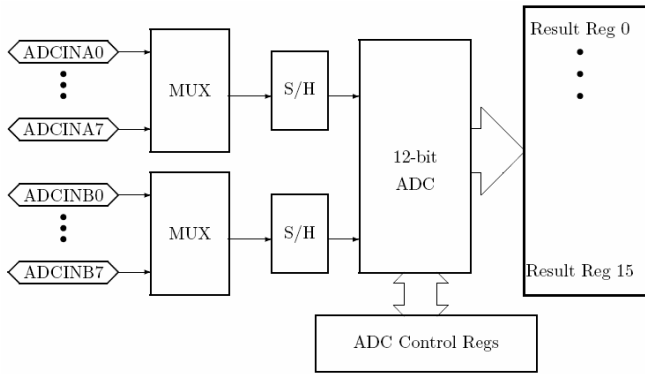 ADCINA0
ADCINA7
MUX
S/H
ADCINB0
ADCINB7
MUX
S/H
12-bit
ADC
Result Reg 0
Result Reg 15
ADC Control Regs